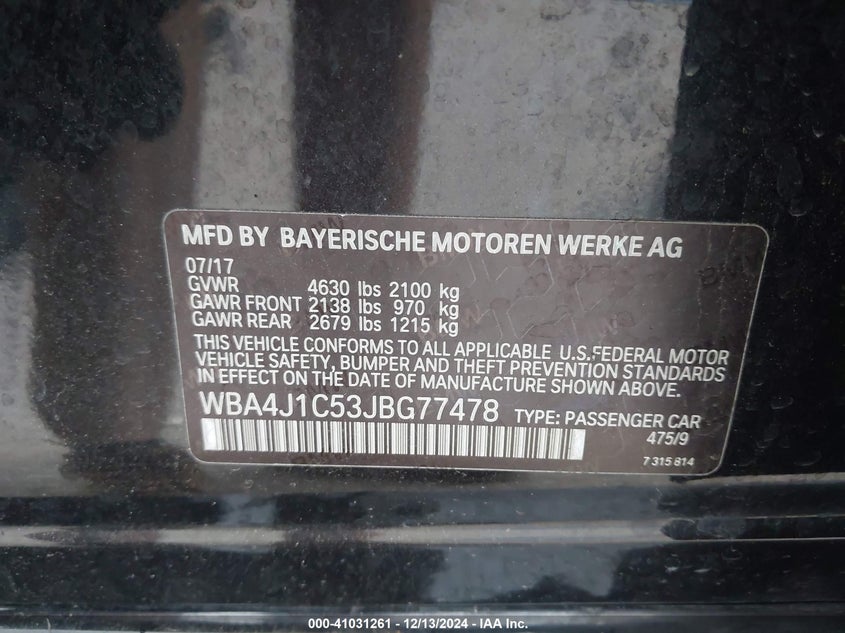 MFD BY BAYERISCHE MOTOREN WERKE AG
07/17
GVWR 4630 lbs 2100 kg
GAWR FRONT 2138 lbs 970 kg
GAWR REAR 2679 lbs 1215 kg
THIS VEHICLE CONFORMS TO ALL APPLICABLE U.S.FEDERAL MOTOR
VEHICLE SAFETY, BUMPER AND THEFT PREVENTION STANDARDS
IN EFFECT ON THE DATE OF MANUFACTURE SHOWN ABOVE.
WBA4J1C53JBG77478 TYPE: PASSENGER CAR
475/9
7 315 814
000-41031261 - 12/13/2024 - IAA Inc.